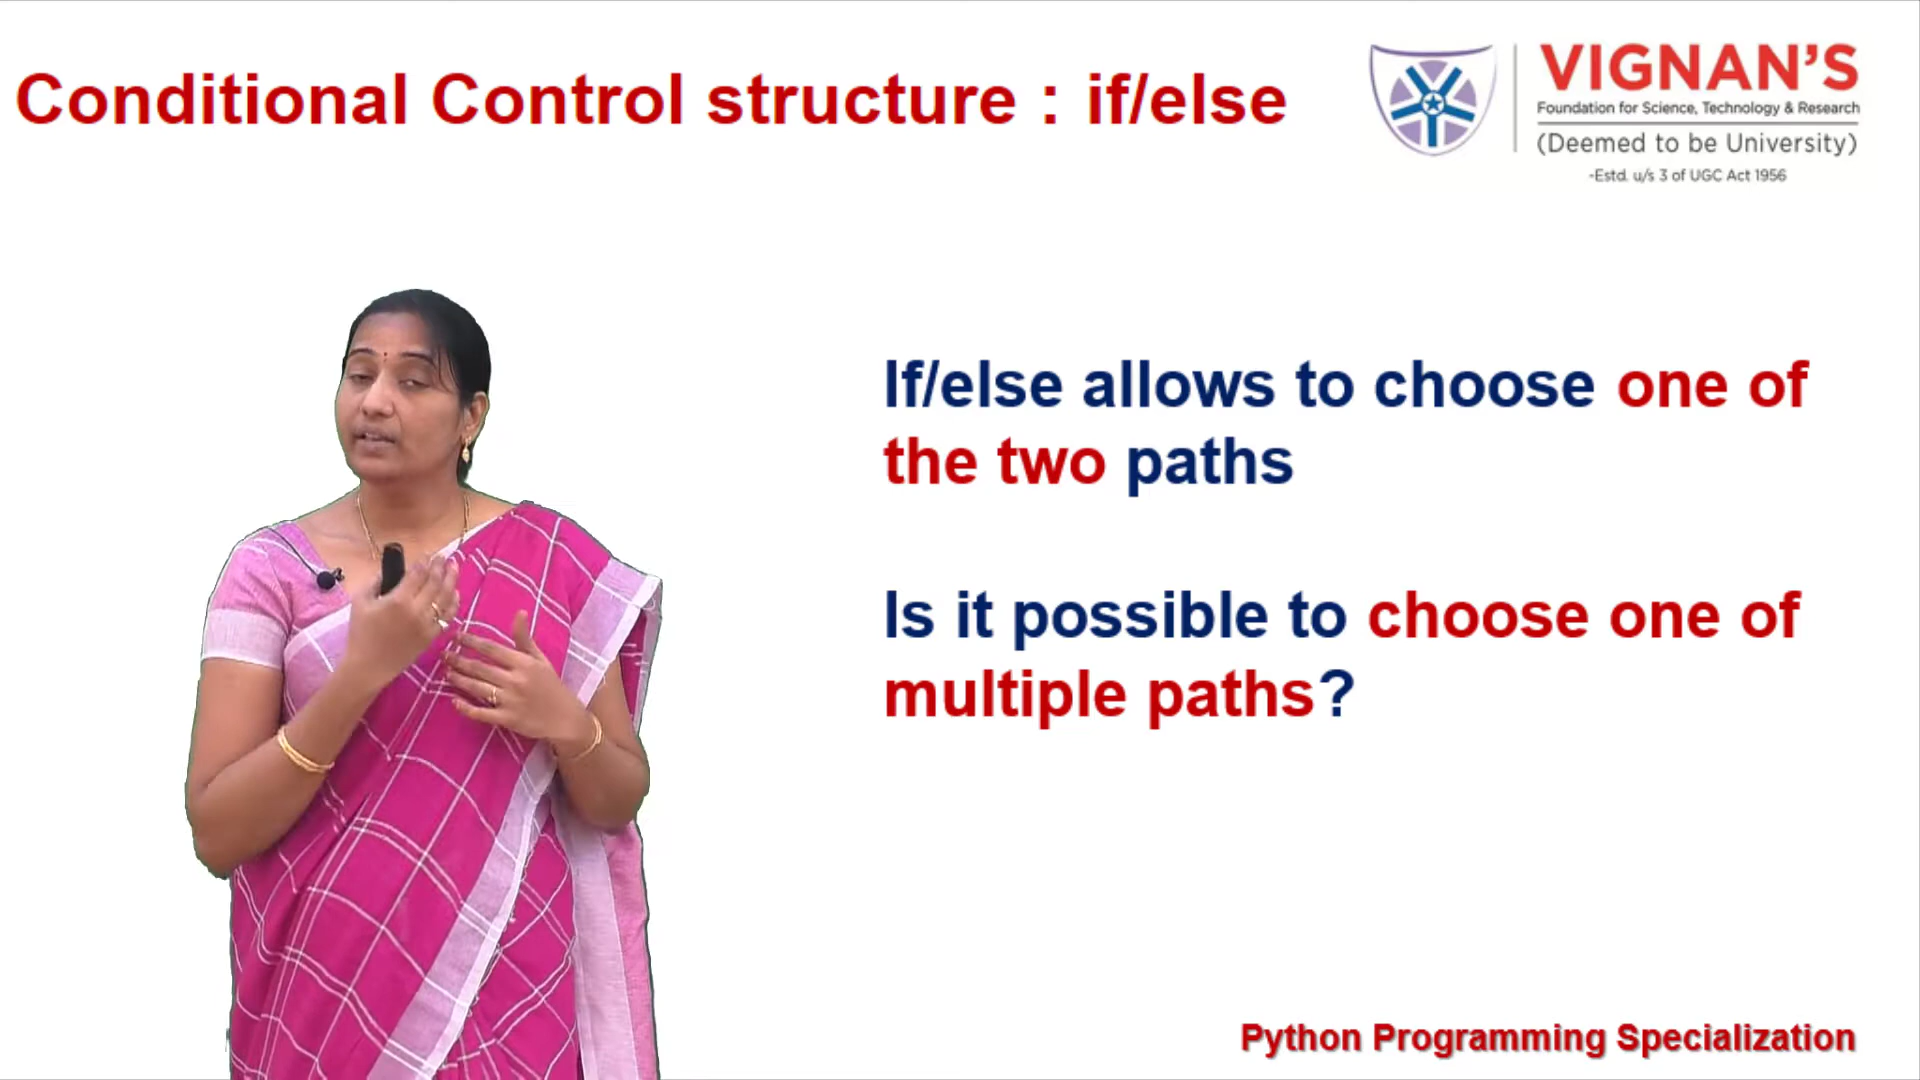 Conditional Control structure : if/else
VIGNAN'S
Foundation for Science, Technology & Research
(Deemed to be University)
-Estd. u/s 3 of UGC Act 1956
If/else allows to choose one of
the two paths
Is it possible to choose one of
multiple paths?
Python Programming Specialization